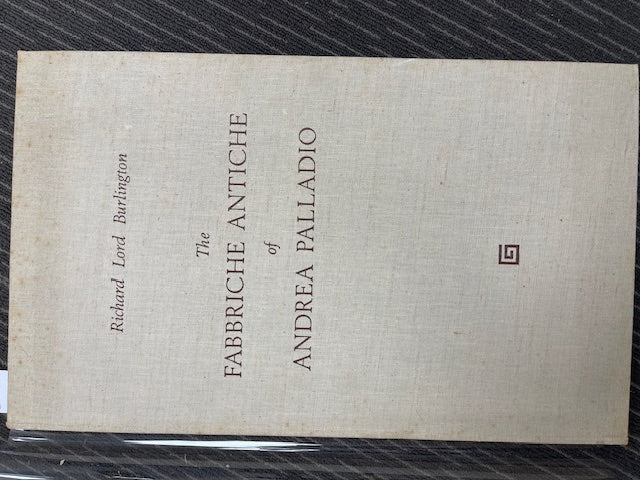 Richard Lord Burlington
The
FABBRICHE ANTICHE
of
ANDREA PALLADIO